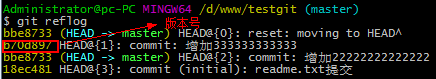 Administrator@pc-PC MINGW64 /d/www/testgit (master)
$ git reflog
版本号
bbe8733 (HEAD -> master) HEAD@{0}: reset: moving to HEAD^
b70d897 HEAD@{1}: commit: 增加333333333333
bbe8733 (HEAD -> master) HEAD@{2}: commit: 增加22222222222222
18ec481 HEAD@{3}: commit (initial): readme.txt提交